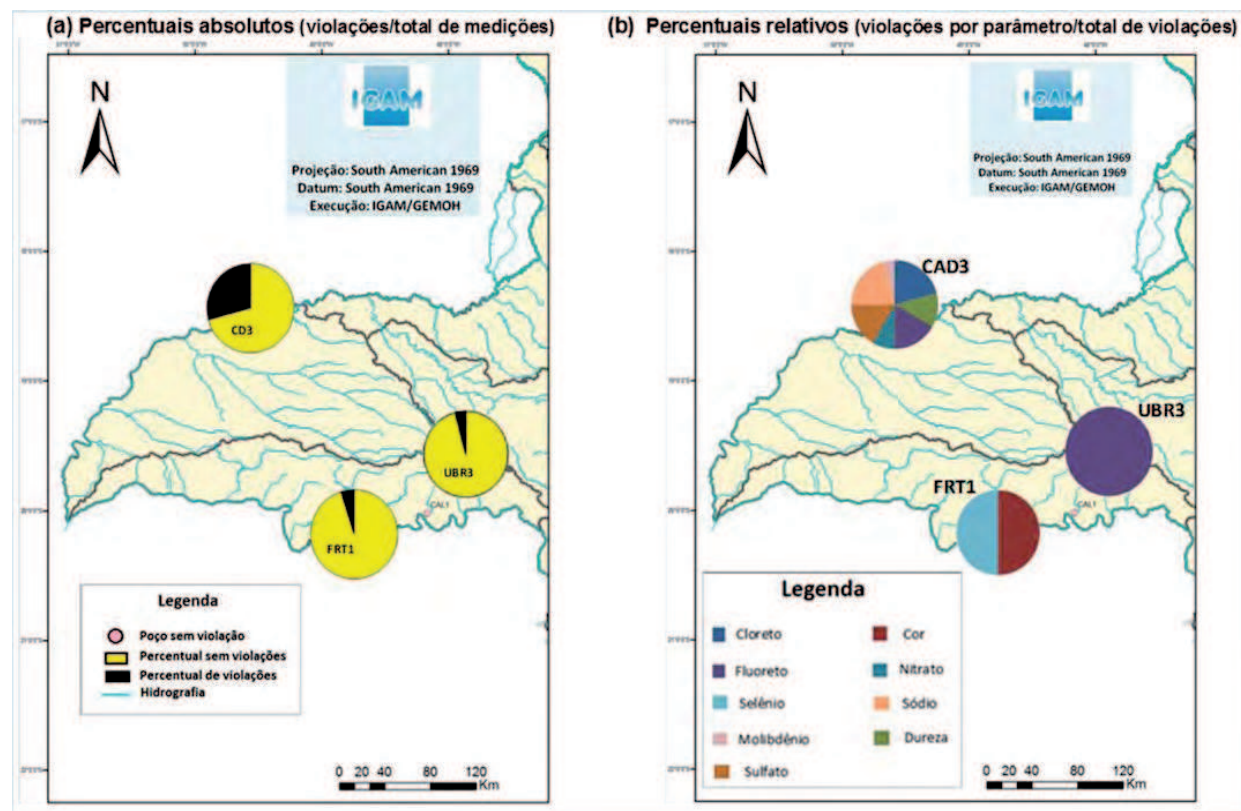 (a) Percentuais absolutos (violações/total de medições)
N
IGAM
Projeção: South American 1969
Datum: South American 1969
Execução: IGAM/GEMOH
CD3
UBR3
CAL1
FRT1
Legenda
Poço sem violação
Percentual sem violações
Percentual de violações
Hidrografia
0 20 40 80 120
Km
(b) Percentuais relativos (violações por parâmetro/total de violações)
N
IGAM
Projeção: South American 1969
Datum: South American 1969
Execução: IGAM/GEMOH
CAD3
UBR3
FRT1
CAL1
Legenda
Cloreto
Cor
Fluoreto
Nitrato
Selênio
Sódio
Molibdênio
Dureza
Sulfato
0 20 40 80 120
Km